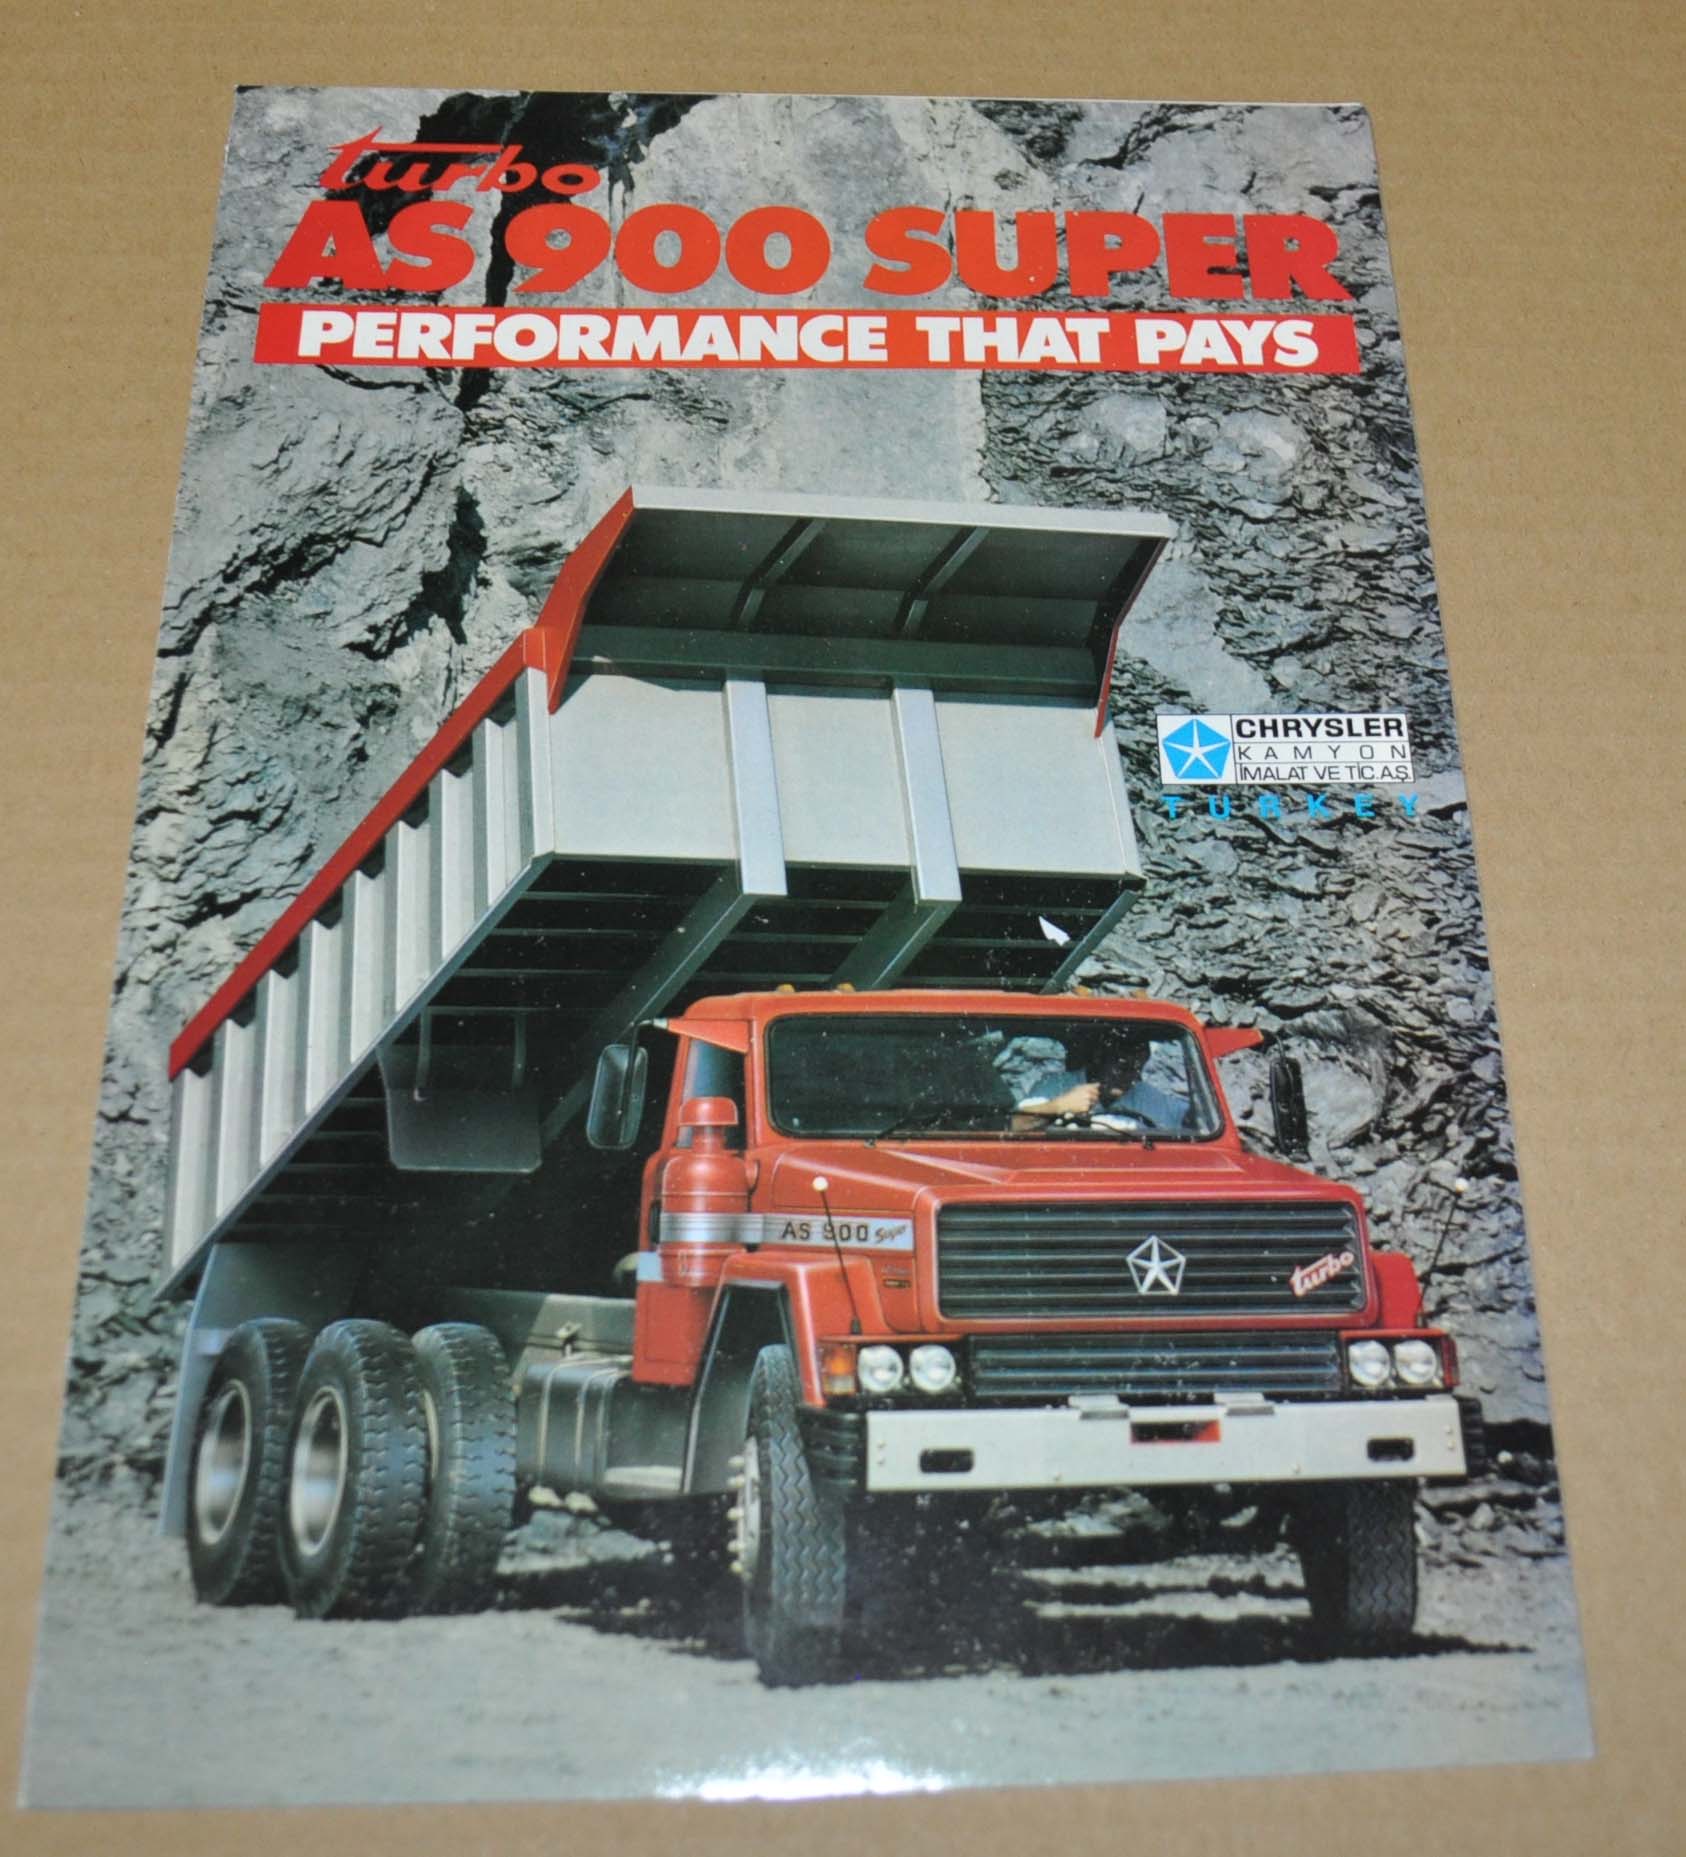 turbo
AS 900 SUPER
PERFORMANCE THAT PAYS
CHRYSLER
KAMYON
İMALAT VE TİC.A.Ş.
TURKEY
AS 900 Super
turbo